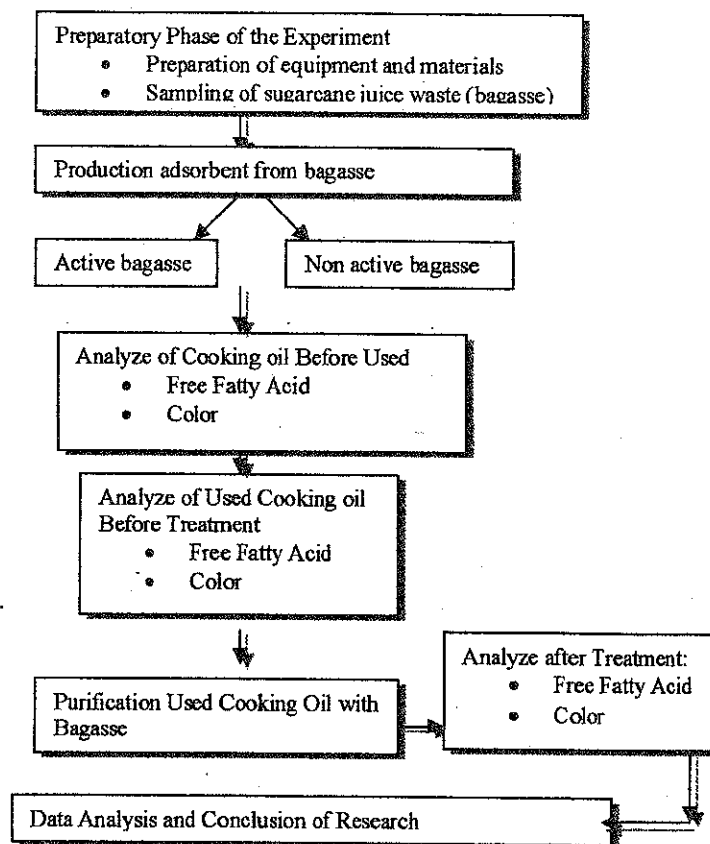 Preparatory Phase of the Experiment
• Preparation of equipment and materials
• Sampling of sugarcane juice waste (bagasse)
Production adsorbent from bagasse
Active bagasse
Non active bagasse
Analyze of Cooking oil Before Used
• Free Fatty Acid
• Color
Analyze of Used Cooking oil
Before Treatment
• Free Fatty Acid
• Color
Purification Used Cooking Oil with
Bagasse
Analyze after Treatment:
• Free Fatty Acid
• Color
Data Analysis and Conclusion of Research